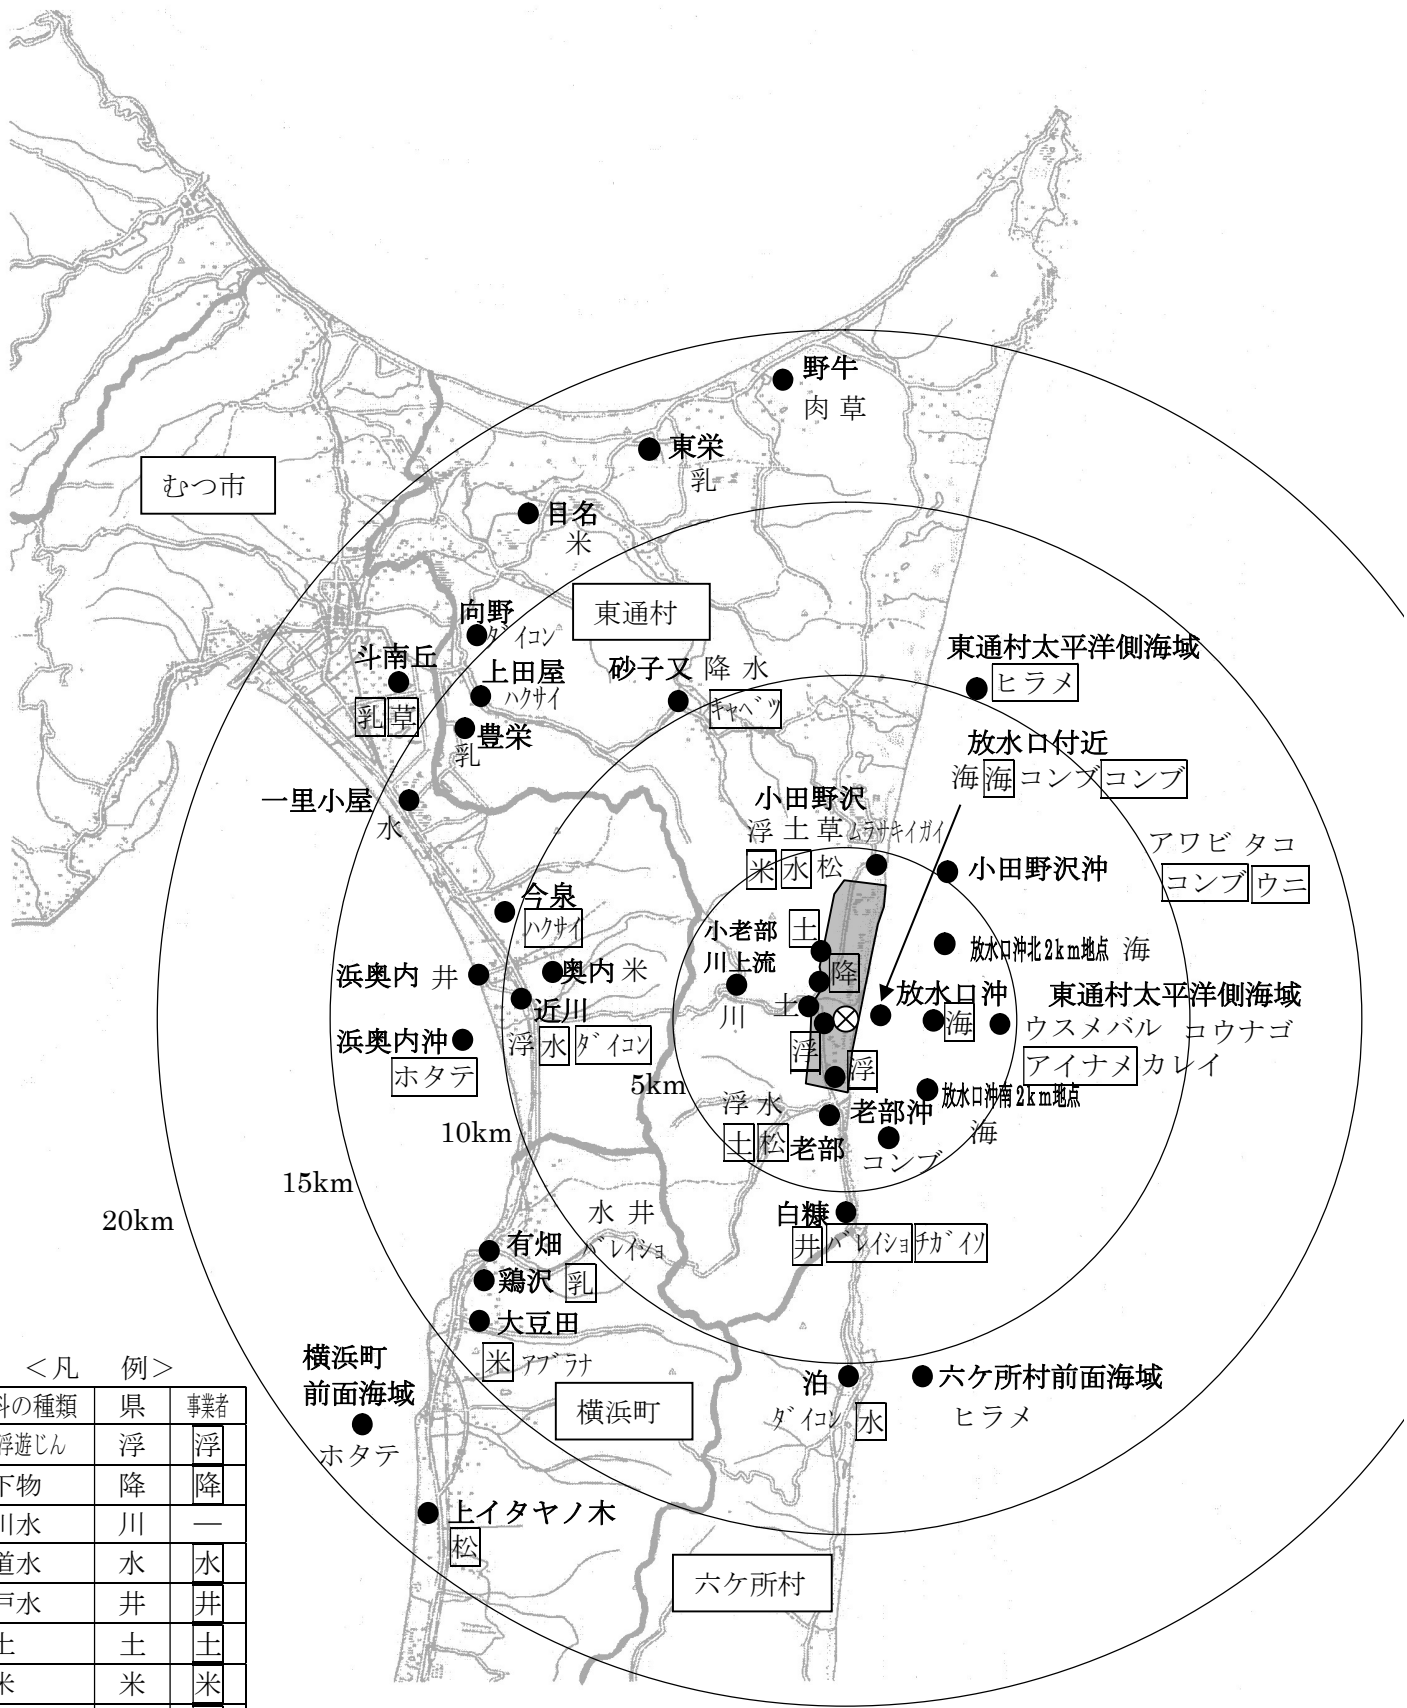 野牛
肉 草
東栄
乳
むつ市
目名
米
東通村
向野
ダイコン
斗南丘
乳 草
上田屋
ハクサイ
砂子又 降 水
キャベツ
東通村太平洋側海域
ヒラメ
豊栄
乳
放水口付近
海 海 コンブ コンブ
一里小屋
水
小田野沢
浮 土 草 ムラサキイガイ
米 水 松
アワビ タコ
コンブ ウニ
小田野沢沖
今泉
ハクサイ
小老部
川上流
川
土
降
土
浮
浮
放水口沖北2km地点 海
浜奥内 井
奥内 米
近川
浮 水 ダイコン
放水口沖
海
東通村太平洋側海域
ウスメバル コウナゴ
アイナメ カレイ
浜奥内沖
ホタテ
5km
放水口沖南2km地点
海
浮 水
土 松 老部
老部沖
コンブ
10km
15km
20km
白糠
井 バレイショ チガイソ
水 井
バレイショ
有畑
鶏沢 乳
大豆田
米 アブラナ
横浜町
前面海域
ホタテ
横浜町
泊
ダイコン 水
六ケ所村前面海域
ヒラメ
上イタヤノ木
松
六ケ所村
＜凡 例＞
料の種類 県 事業者
浮遊じん 浮 浮
下物 降 降
川水 川 ―
道水 水 水
戸水 井 井
土 土 土
米 米 米